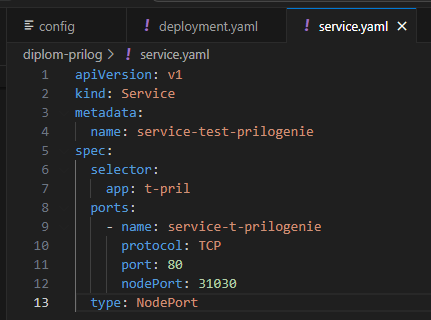 config
! deployment.yaml
! service.yaml ×
diplom-prilog > ! service.yaml
1 apiVersion: v1
2 kind: Service
3 metadata:
4   name: service-test-prilogenie
5 spec:
6   selector:
7     app: t-pril
8   ports:
9     - name: service-t-prilogenie
10       protocol: TCP
11       port: 80
12       nodePort: 31030
13   type: NodePort